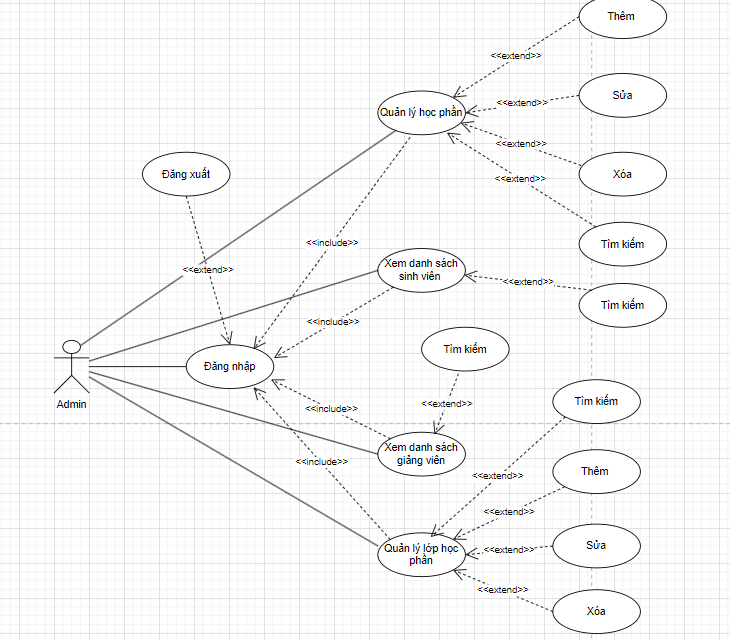 Thêm
<<extend>>
Sửa
<<extend>>
Quản lý học phần
<<extend>>
Xóa
Đăng xuất
<<extend>>
Tìm kiếm
<<include>>
Xem danh sách
sinh viên
<<extend>>
<<extend>>
Tìm kiếm
<<include>>
Đăng nhập
Tìm kiếm
Admin
<<include>>
<<extend>>
Tìm kiếm
Xem danh sách
giảng viên
<<include>>
<<extend>>
Thêm
<<extend>>
Quản lý lớp học
phần
<<extend>>
Sửa
<<extend>>
Xóa